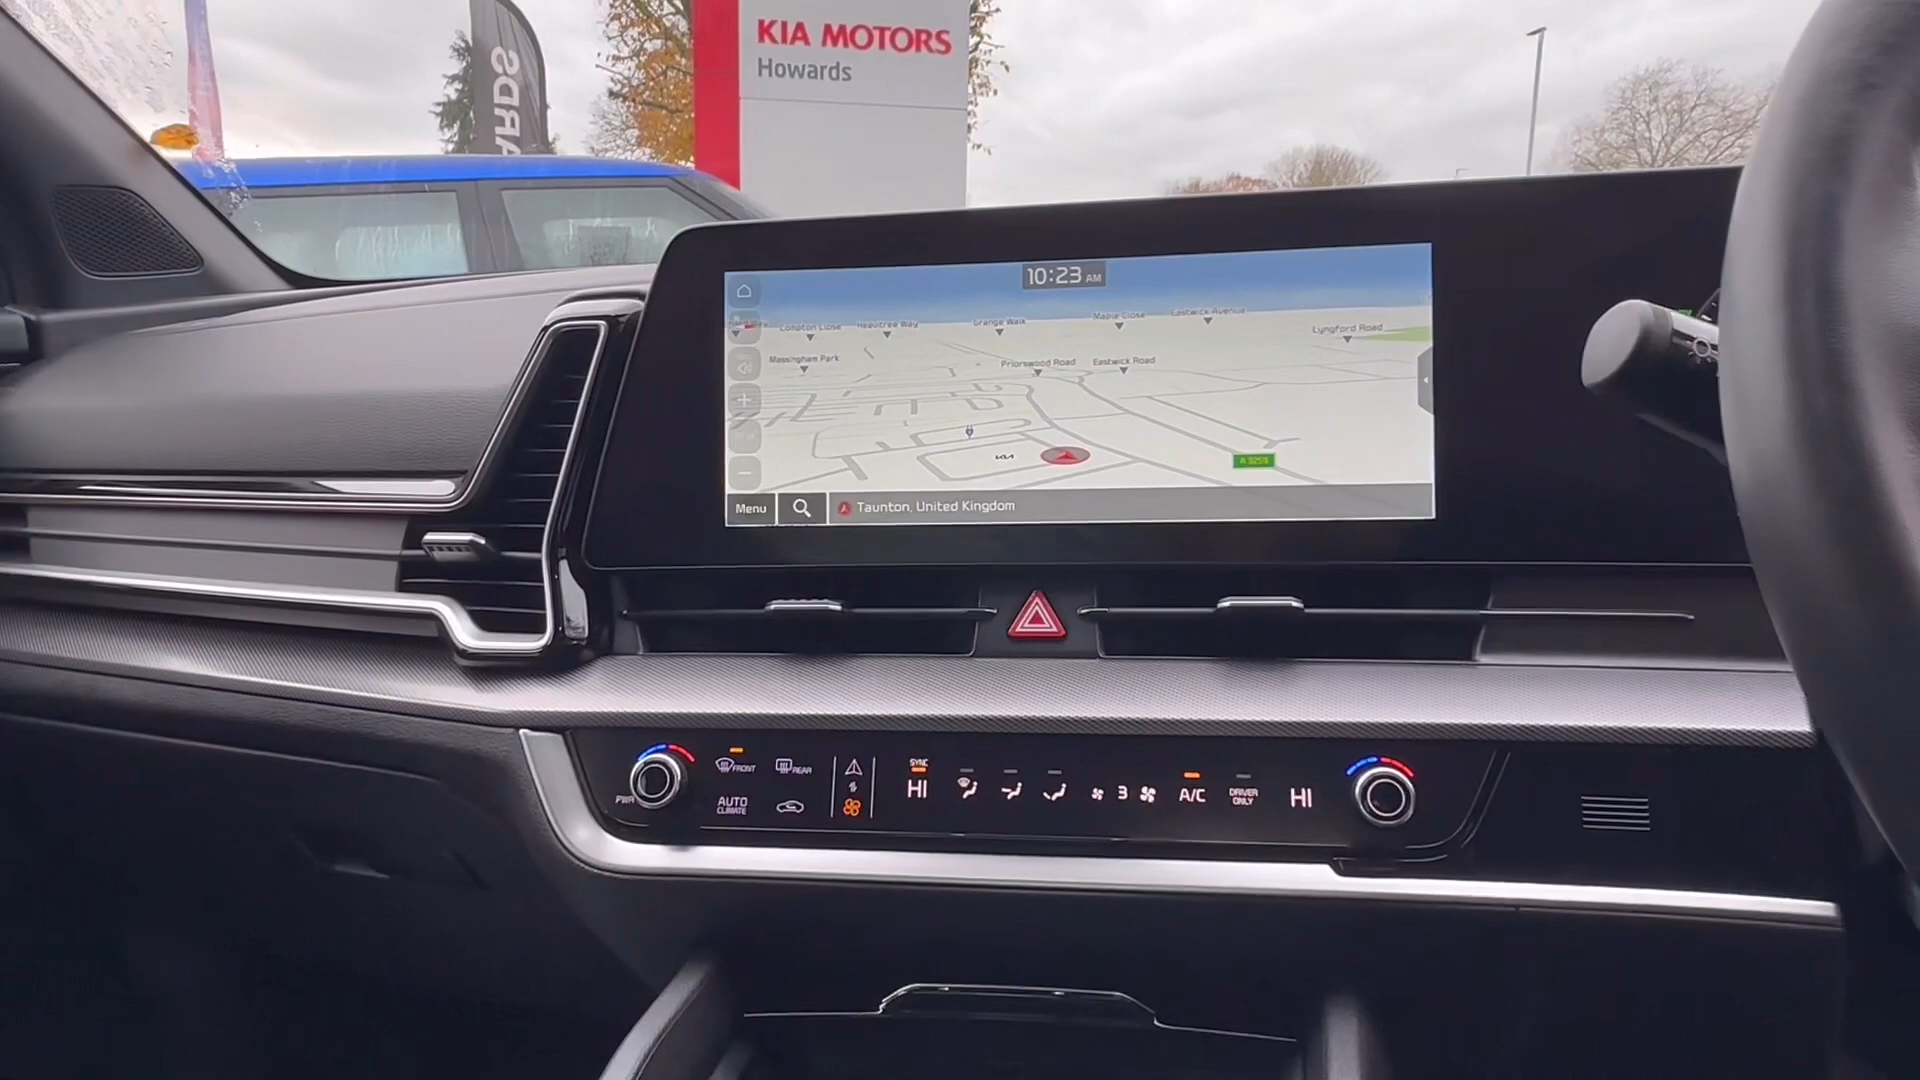 KIA MOTORS
Howards
ARDS
10:23 AM
Compton Close
Heavitree Way
Grange Walk
Maple Close
Eastwick Avenue
Lyngford Road
Massingham Park
Priorswood Road
Eastwick Road
KIA
A 3259
Menu
Taunton, United Kingdom
FRONT
REAR
SYNC
HI
3
A/C
DRIVER
ONLY
HI
PWR
AUTO
CLIMATE